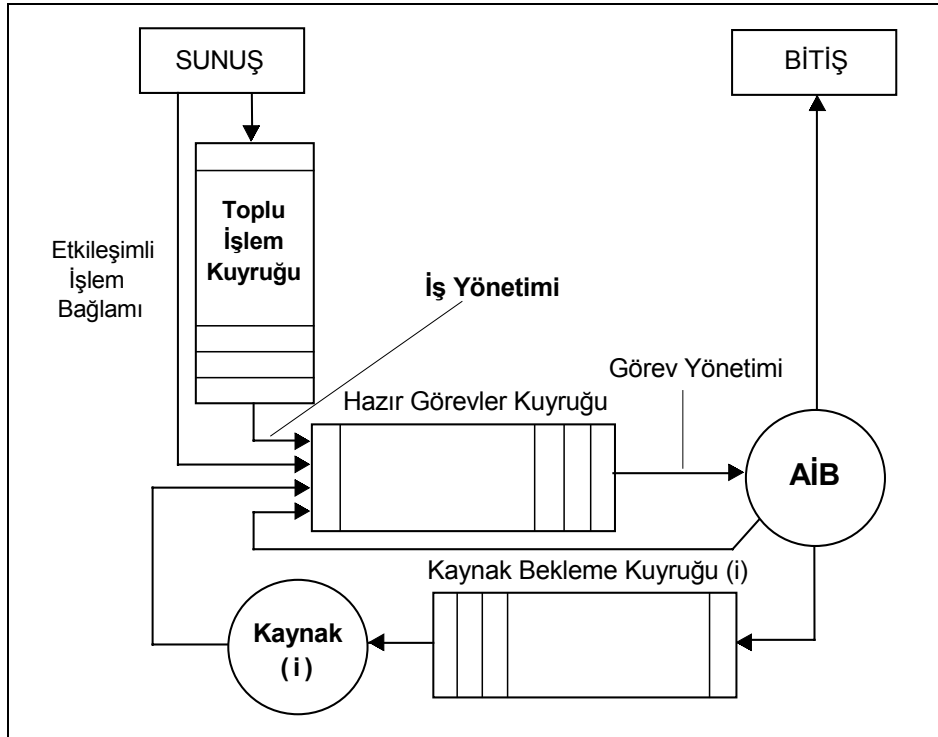 SUNUŞ
BİTİŞ
Toplu
İşlem
Kuyruğu
Etkileşimli
İşlem
Bağlamı
İş Yönetimi
Görev Yönetimi
Hazır Görevler Kuyruğu
AİB
Kaynak Bekleme Kuyruğu (i)
Kaynak
( i )